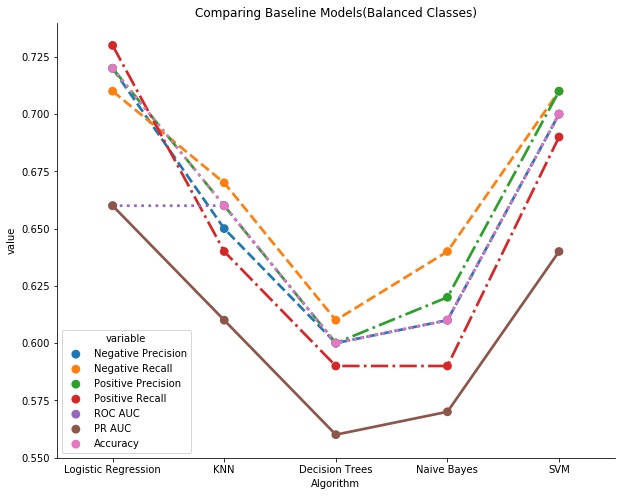 Comparing Baseline Models(Balanced Classes)
0.725
0.700
0.675
0.650
value
0.625
0.600
0.575
0.550
variable
Negative Precision
Negative Recall
Positive Precision
Positive Recall
ROC AUC
PR AUC
Accuracy
Logistic Regression KNN Decision Trees Naive Bayes SVM
Algorithm